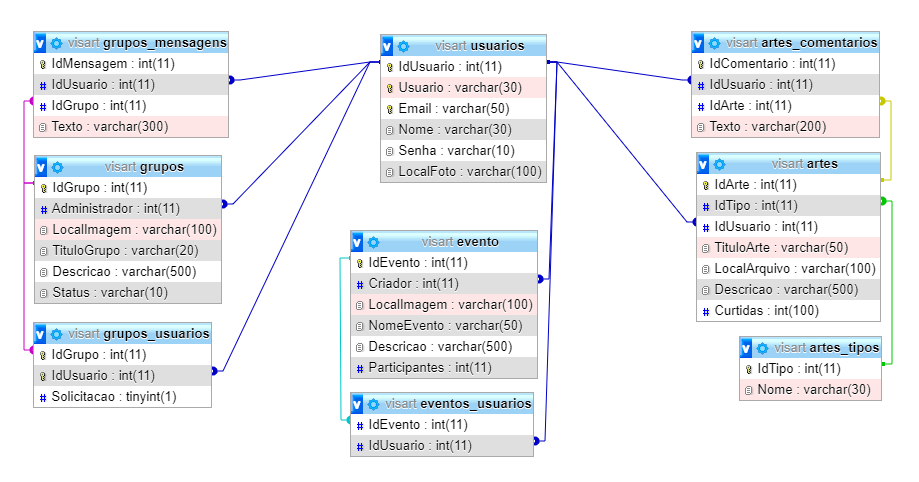 visart grupos_mensagens
IdMensagem : int(11)
IdUsuario : int(11)
IdGrupo : int(11)
Texto : varchar(300)
visart grupos
IdGrupo : int(11)
Administrador : int(11)
LocalImagem : varchar(100)
TituloGrupo : varchar(20)
Descricao : varchar(500)
Status : varchar(10)
visart grupos_usuarios
IdGrupo : int(11)
IdUsuario : int(11)
Solicitacao : tinyint(1)
visart usuarios
IdUsuario : int(11)
Usuario : varchar(30)
Email : varchar(50)
Nome : varchar(30)
Senha : varchar(10)
LocalFoto : varchar(100)
visart evento
IdEvento : int(11)
Criador : int(11)
LocalImagem : varchar(100)
NomeEvento : varchar(50)
Descricao : varchar(500)
Participantes : int(11)
visart eventos_usuarios
IdEvento : int(11)
IdUsuario : int(11)
visart artes_comentarios
IdComentario : int(11)
IdUsuario : int(11)
IdArte : int(11)
Texto : varchar(200)
visart artes
IdArte : int(11)
IdTipo : int(11)
IdUsuario : int(11)
TituloArte : varchar(50)
LocalArquivo : varchar(100)
Descricao : varchar(500)
Curtidas : int(100)
visart artes_tipos
IdTipo : int(11)
Nome : varchar(30)